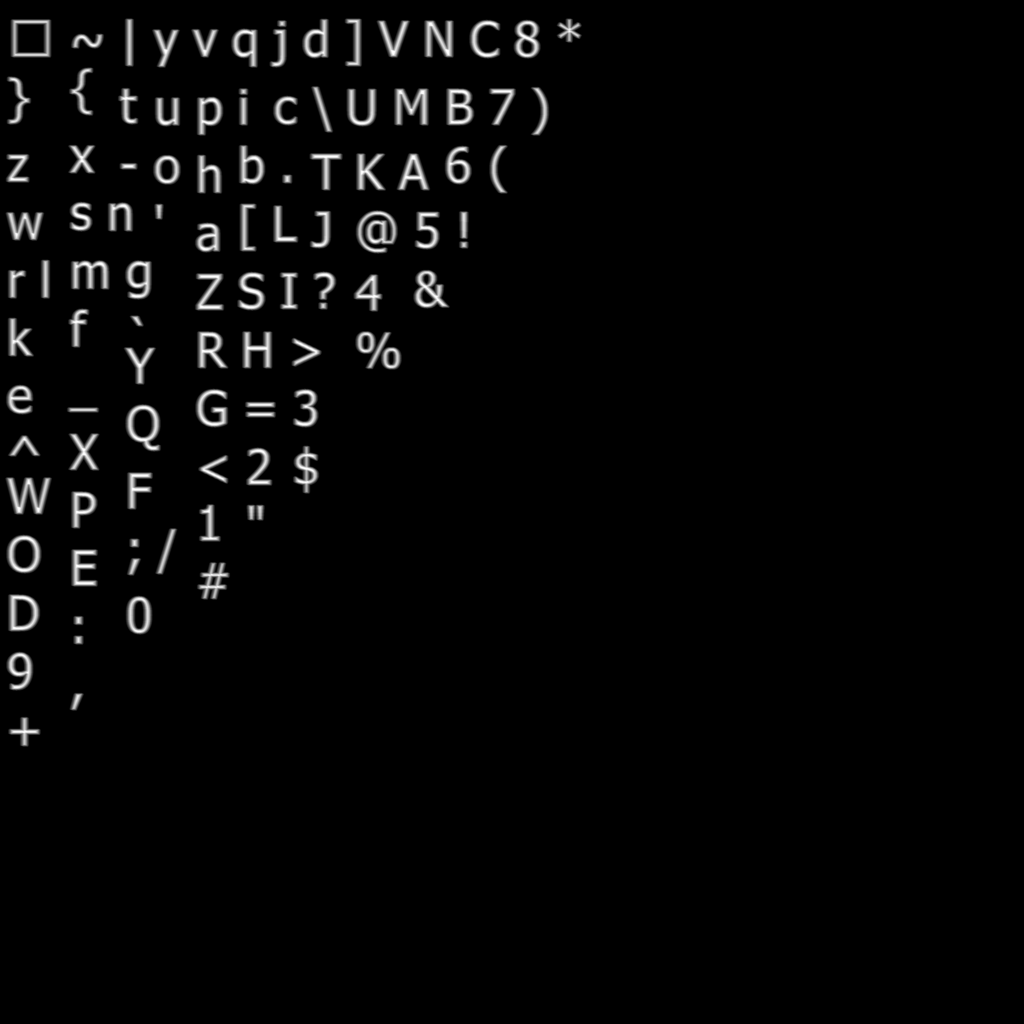 □ ~ | y v q j d ] V N C 8 *
} { t u p i c \ U M B 7 )
z x - o h b . T K A 6 (
w s n ' a [ L J @ 5 !
r l m g Z S I ? 4 &
k f ` Y R H > %
e _ Q G = 3
^ X F < 2 $
W P 1 "
O E ; / #
D : 0
9 ,
+